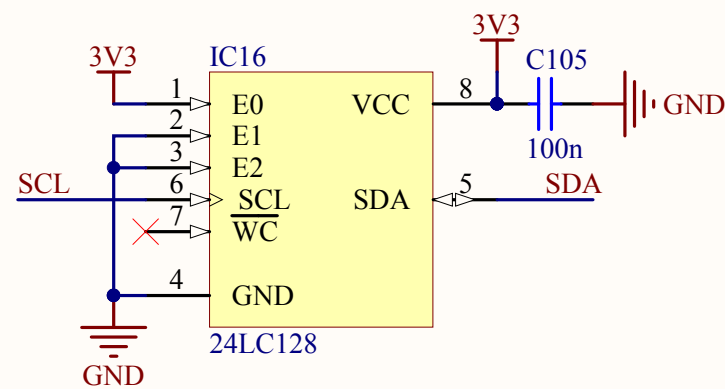 3V3
IC16
3V3
C105
1
E0
VCC
8
GND
2
E1
3
E2
100n
SCL
6
SCL
SDA
5
SDA
7
WC
4
GND
GND
24LC128